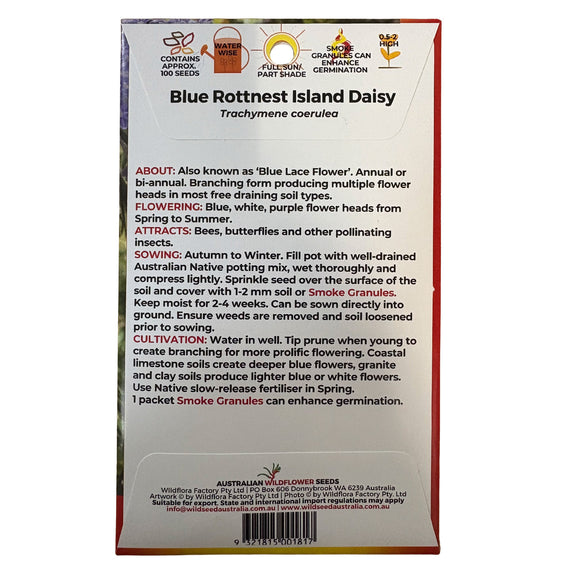 CONTAINS
APPROX.
100 SEEDS
WATER
WISE
FULL SUN/
PART SHADE
SMOKE
GRANULES CAN
ENHANCE
GERMINATION
0.5-2
HIGH
Blue Rottnest Island Daisy
Trachymene coerulea
ABOUT: Also known as ‘Blue Lace Flower’. Annual or
bi-annual. Branching form producing multiple flower
heads in most free draining soil types.
FLOWERING: Blue, white, purple flower heads from
Spring to Summer.
ATTRACTS: Bees, butterflies and other pollinating
insects.
SOWING: Autumn to Winter. Fill pot with well-drained
Australian Native potting mix, wet thoroughly and
compress lightly. Sprinkle seed over the surface of the
soil and cover with 1-2 mm soil or Smoke Granules.
Keep moist for 2-4 weeks. Can be sown directly into
ground. Ensure weeds are removed and soil loosened
prior to sowing.
CULTIVATION: Water in well. Tip prune when young to
create branching for more prolific flowering. Coastal
limestone soils create deeper blue flowers, granite
and clay soils produce lighter blue or white flowers.
Use Native slow-release fertiliser in Spring.
1 packet Smoke Granules can enhance germination.
AUSTRALIAN WILDFLOWER SEEDS
Wildflora Factory Pty Ltd | PO Box 606 Donnybrook WA 6239 Australia
Artwork © by Wildflora Factory Pty Ltd | Photo © by Wildflora Factory Pty Ltd
Suitable for export. State and international import regulations may apply
info@wildseedaustralia.com | www.wildseedaustralia.com.au
9 321815 001817